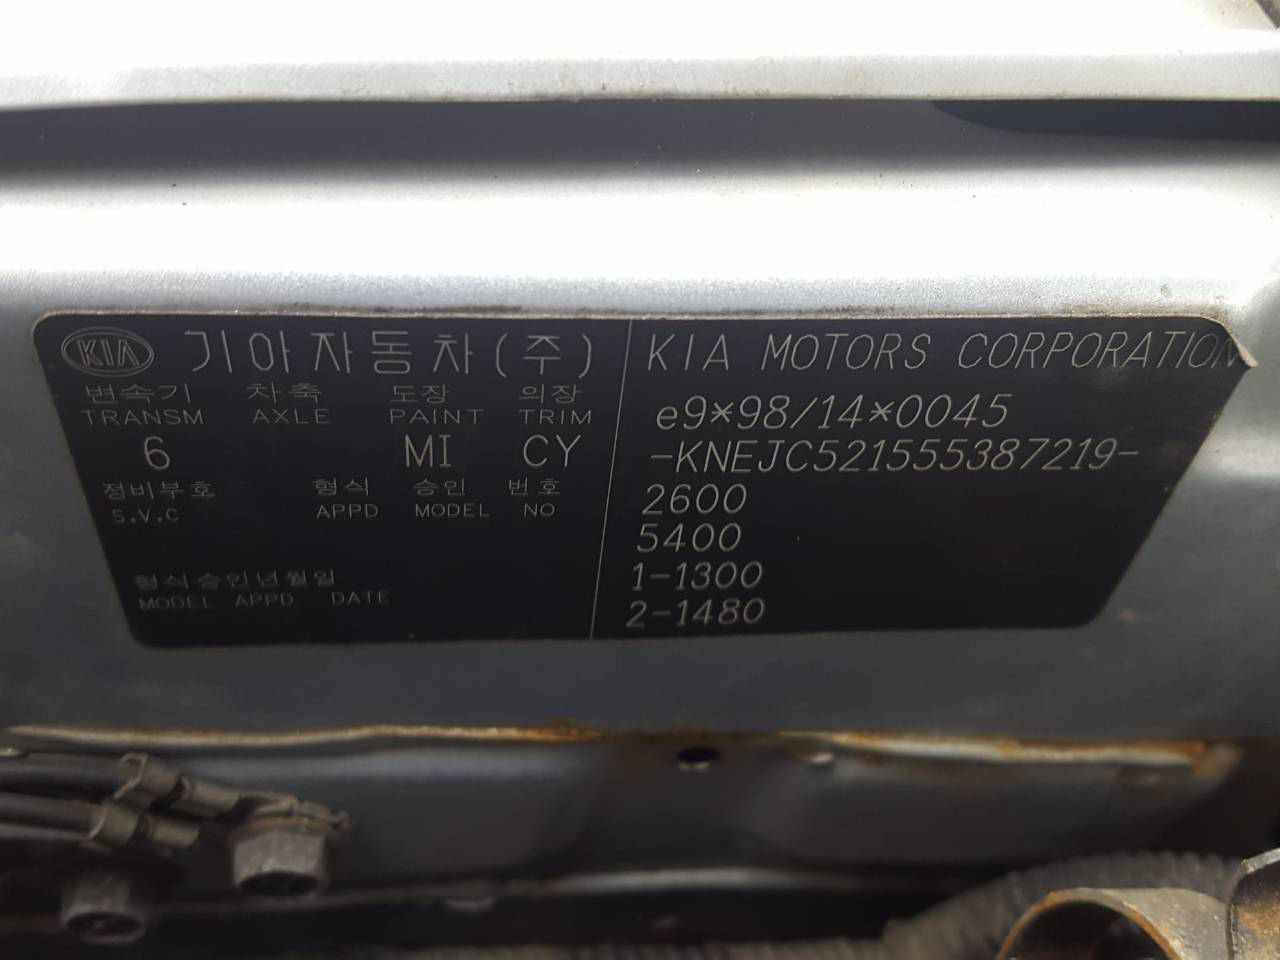 KIA 기아자동차(주)
변속기 차축 도장 의장
TRANSM AXLE PAINT TRIM
6 MI CY
정비부호 형식 승인 번호
S.V.C APPD MODEL NO
형식승인년월일
MODEL APPD DATE
KIA MOTORS CORPORATION
e9*98/14*0045
-KNEJC521555387219-
2600
5400
1-1300
2-1480